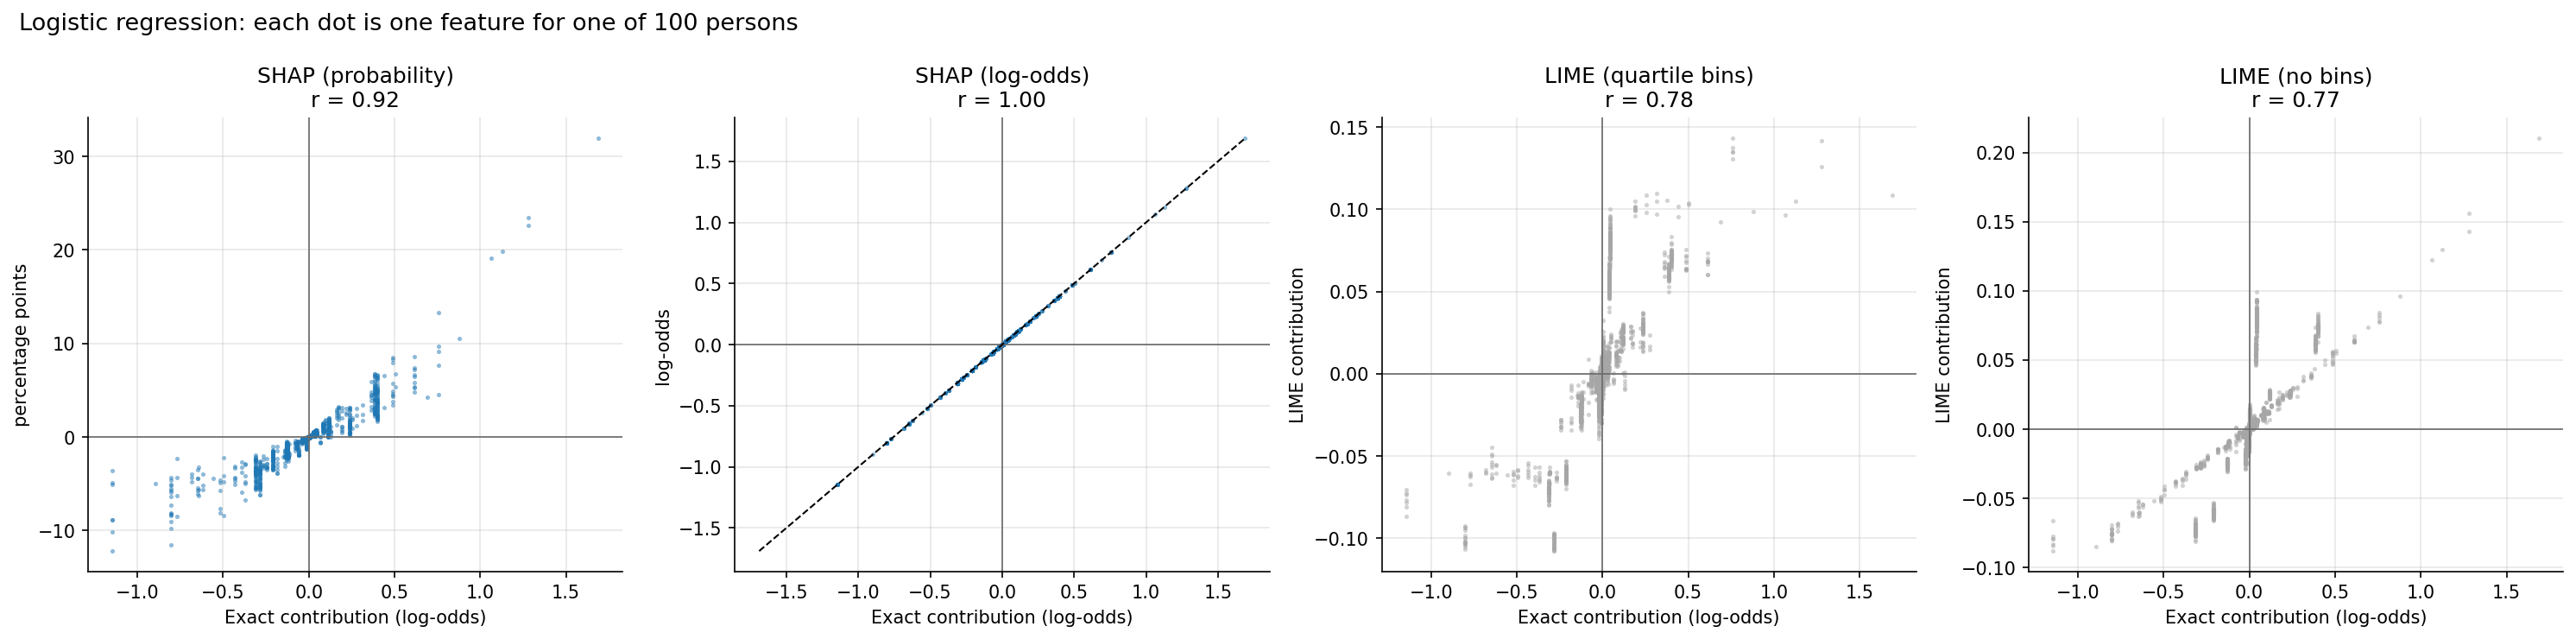 Logistic regression: each dot is one feature for one of 100 persons
SHAP (probability)
r = 0.92
percentage points
30
20
10
0
−10
−1.0 −0.5 0.0 0.5 1.0 1.5
Exact contribution (log-odds)
SHAP (log-odds)
r = 1.00
log-odds
1.5
1.0
0.5
0.0
−0.5
−1.0
−1.5
−1.5 −1.0 −0.5 0.0 0.5 1.0 1.5
Exact contribution (log-odds)
LIME (quartile bins)
r = 0.78
LIME contribution
0.15
0.10
0.05
0.00
−0.05
−0.10
−1.0 −0.5 0.0 0.5 1.0 1.5
Exact contribution (log-odds)
LIME (no bins)
r = 0.77
LIME contribution
0.20
0.15
0.10
0.05
0.00
−0.05
−0.10
−1.0 −0.5 0.0 0.5 1.0 1.5
Exact contribution (log-odds)